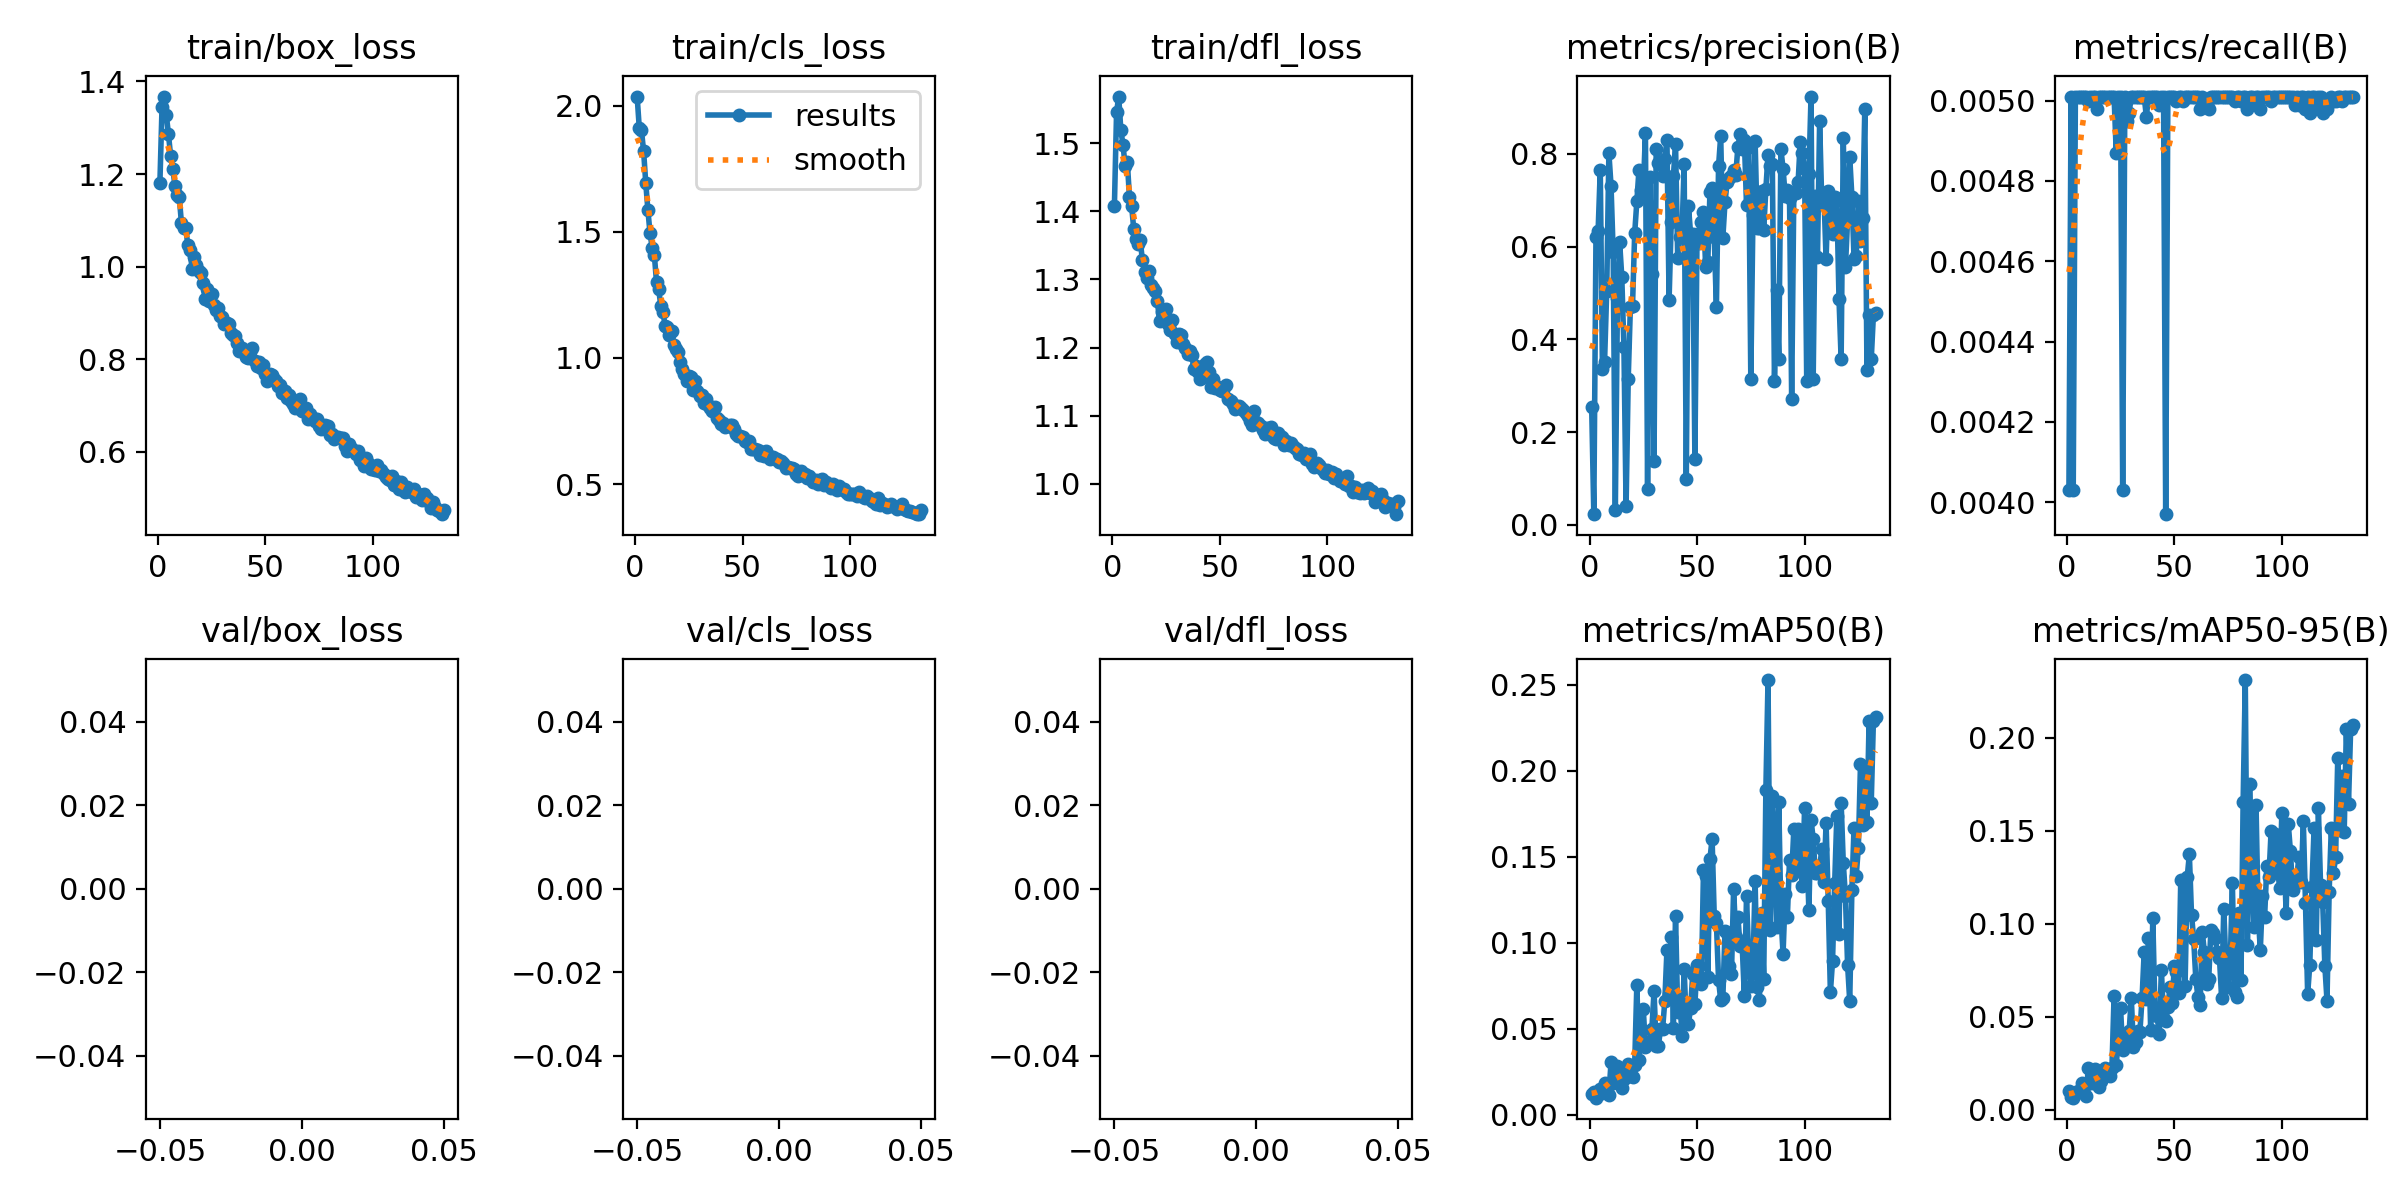 train/box_loss
1.4
1.2
1.0
0.8
0.6
0 50 100
train/cls_loss
results
smooth
2.0
1.5
1.0
0.5
0 50 100
train/dfl_loss
1.5
1.4
1.3
1.2
1.1
1.0
0 50 100
metrics/precision(B)
0.8
0.6
0.4
0.2
0.0
0 50 100
metrics/recall(B)
0.0050
0.0048
0.0046
0.0044
0.0042
0.0040
0 50 100
val/box_loss
0.04
0.02
0.00
−0.02
−0.04
−0.05 0.00 0.05
val/cls_loss
0.04
0.02
0.00
−0.02
−0.04
−0.05 0.00 0.05
val/dfl_loss
0.04
0.02
0.00
−0.02
−0.04
−0.05 0.00 0.05
metrics/mAP50(B)
0.25
0.20
0.15
0.10
0.05
0.00
0 50 100
metrics/mAP50-95(B)
0.20
0.15
0.10
0.05
0.00
0 50 100